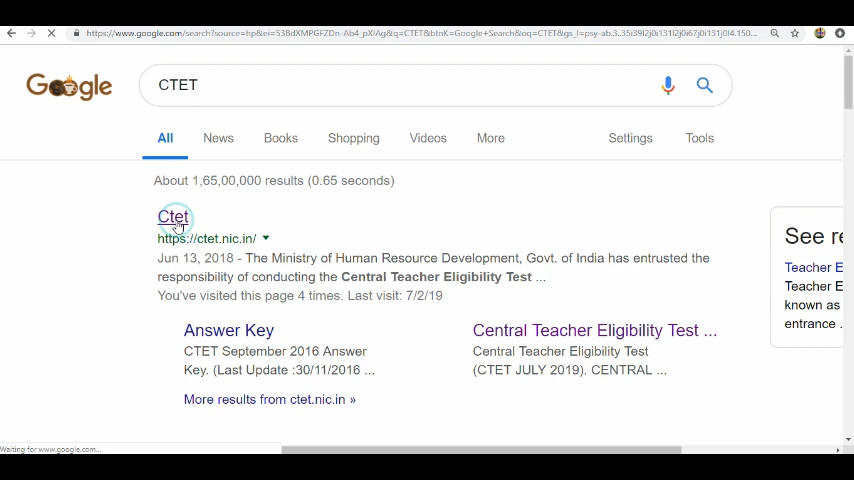 https://www.google.com/search?source=hp&ei=538dXMPGFZDn-Ab4_pXIAg&q=CTET&btnK=Google+Search&oq=CTET&gs_l=psy-ab.3..35i39l2j0i131l2j0i67j0i131j0l4.150...
Google
CTET
All News Books Shopping Videos More Settings Tools
About 1,65,00,000 results (0.65 seconds)
Ctet
https://ctet.nic.in/
Jun 13, 2018 - The Ministry of Human Resource Development, Govt. of India has entrusted the
responsibility of conducting the Central Teacher Eligibility Test ...
You've visited this page 4 times. Last visit: 7/2/19
Answer Key
CTET September 2016 Answer
Key. (Last Update :30/11/2016 ...
Central Teacher Eligibility Test ...
Central Teacher Eligibility Test
(CTET JULY 2019). CENTRAL ...
More results from ctet.nic.in »
See re
Teacher E
Teacher E
known as
entrance .
Waiting for www.google.com...